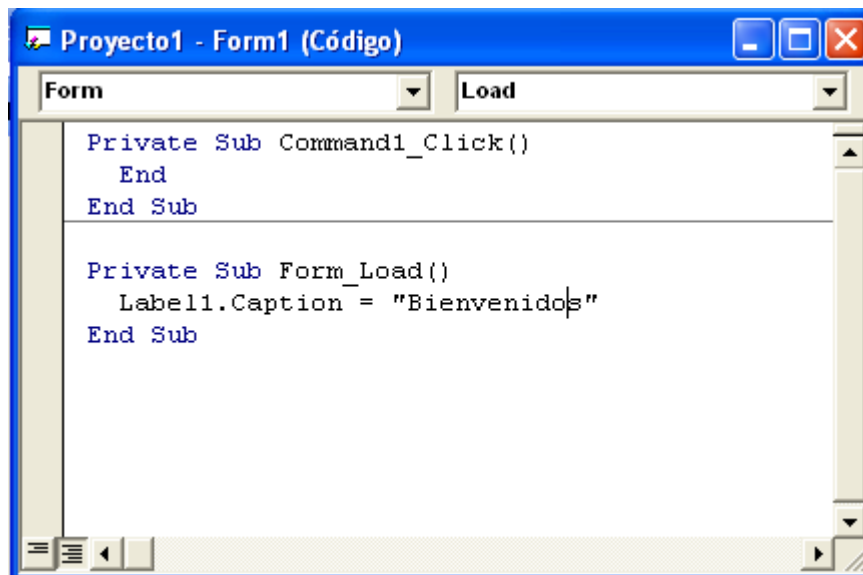 Proyecto1 - Form1 (Código)
Form Load
Private Sub Command1_Click()
End
End Sub
Private Sub Form_Load()
Label1.Caption = "Bienvenidos"
End Sub